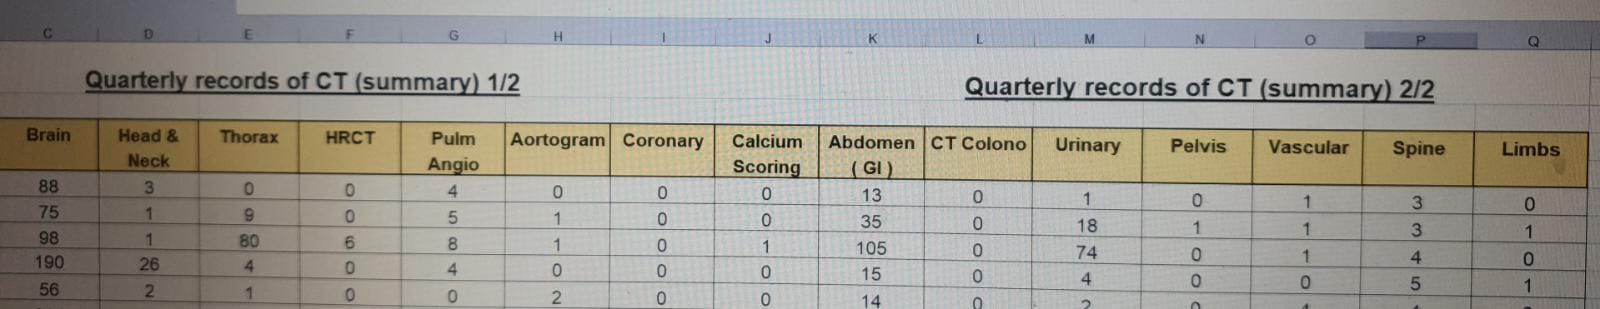 C D E F G H I J K L M N O P Q
Quarterly records of CT (summary) 1/2 Quarterly records of CT (summary) 2/2
Brain Head & Neck Thorax HRCT Pulm Angio Aortogram Coronary Calcium Scoring Abdomen ( GI ) CT Colono Urinary Pelvis Vascular Spine Limbs
88 3 0 0 4 0 0 0 13 0 1 0 1 3 0
75 1 9 0 5 1 0 0 35 0 18 1 1 3 1
98 1 80 6 8 1 0 1 105 0 74 0 1 4 0
190 26 4 0 4 0 0 0 15 0 4 0 0 5 1
56 2 1 0 0 2 0 0 14 0 2